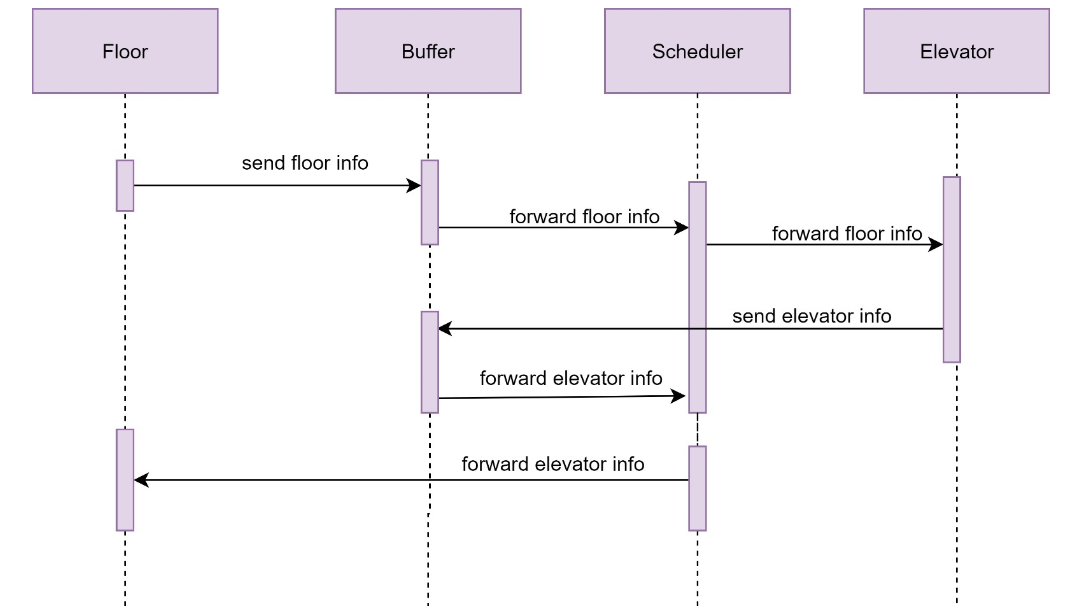 Floor
Buffer
Scheduler
Elevator
send floor info
forward floor info
forward floor info
send elevator info
forward elevator info
forward elevator info